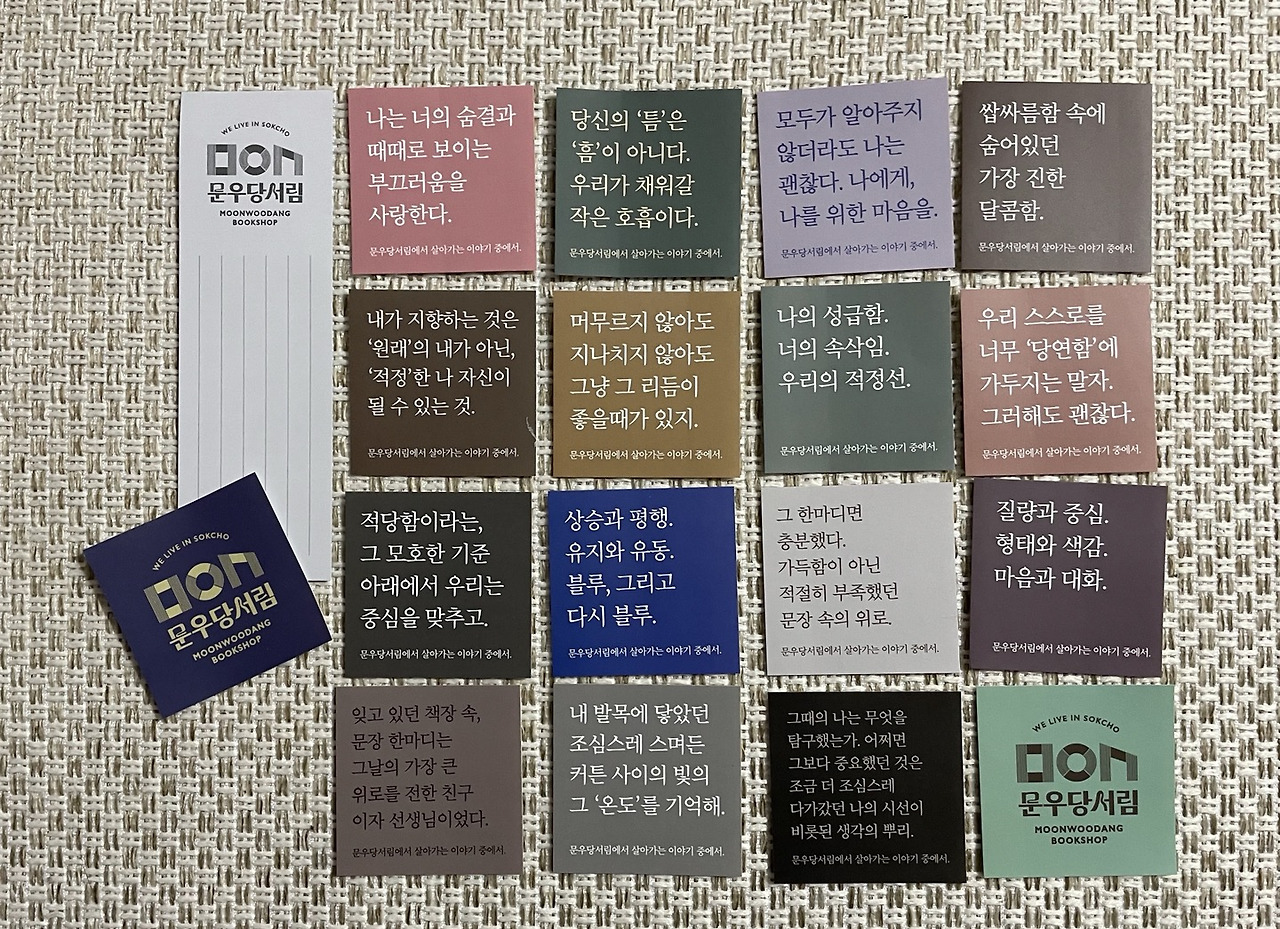 WE LIVE IN SOKCHO
문우당서림
MOONWOODANG
BOOKSHOP
나는 너의 숨결과
때때로 보이는
부끄러움을
사랑한다.
문우당서림에서 살아가는 이야기 중에서.
당신의 ‘틈’은
‘흠’이 아니다.
우리가 채워갈
작은 호흡이다.
문우당서림에서 살아가는 이야기 중에서.
모두가 알아주지
않더라도 나는
괜찮다. 나에게,
나를 위한 마음을.
문우당서림에서 살아가는 이야기 중에서.
쌉싸름함 속에
숨어있던
가장 진한
달콤함.
문우당서림에서 살아가는 이야기 중에서.
내가 지향하는 것은
‘원래’의 내가 아닌,
‘적정’한 나 자신이
될 수 있는 것.
문우당서림에서 살아가는 이야기 중에서.
머무르지 않아도
지나치지 않아도
그냥 그 리듬이
좋을때가 있지.
문우당서림에서 살아가는 이야기 중에서.
나의 성급함.
너의 속삭임.
우리의 적정선.
문우당서림에서 살아가는 이야기 중에서.
우리 스스로를
너무 ‘당연함’에
가두지는 말자.
그러해도 괜찮다.
문우당서림에서 살아가는 이야기 중에서.
WE LIVE IN SOKCHO
문우당서림
MOONWOODANG
BOOKSHOP
적당함이라는,
그 모호한 기준
아래에서 우리는
중심을 맞추고.
문우당서림에서 살아가는 이야기 중에서.
상승과 평행.
유지와 유동.
블루, 그리고
다시 블루.
문우당서림에서 살아가는 이야기 중에서.
그 한마디면
충분했다.
가득함이 아닌
적절히 부족했던
문장 속의 위로.
문우당서림에서 살아가는 이야기 중에서.
질량과 중심.
형태와 색감.
마음과 대화.
문우당서림에서 살아가는 이야기 중에서.
잊고 있던 책장 속,
문장 한마디는
그날의 가장 큰
위로를 전한 친구
이자 선생님이었다.
문우당서림에서 살아가는 이야기 중에서.
내 발목에 닿았던
조심스레 스며든
커튼 사이의 빛의
그 ‘온도’를 기억해.
문우당서림에서 살아가는 이야기 중에서.
그때의 나는 무엇을
탐구했는가. 어쩌면
그보다 중요했던 것은
조금 더 조심스레
다가갔던 나의 시선이
비롯된 생각의 뿌리.
문우당서림에서 살아가는 이야기 중에서.
WE LIVE IN SOKCHO
문우당서림
MOONWOODANG
BOOKSHOP